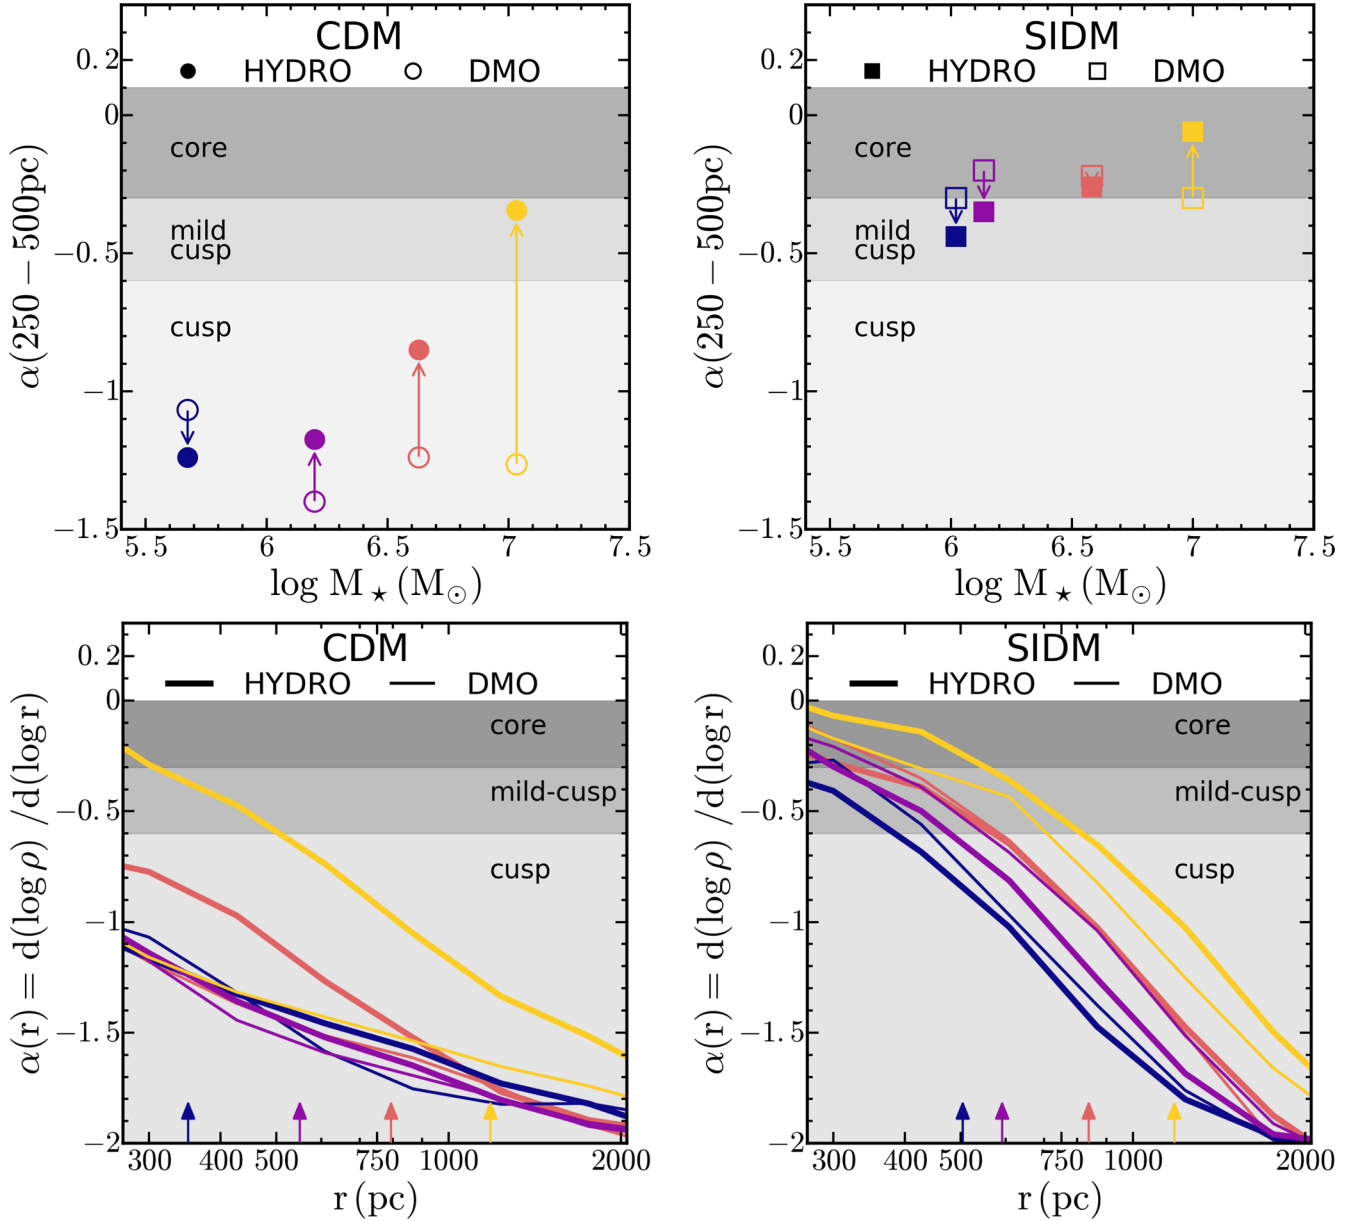 CDM
HYDRO DMO
0.2
0
−0.5
−1
−1.5
core
mild
cusp
cusp
α(250 − 500pc)
5.5 6 6.5 7 7.5
log M⋆(M⊙)
SIDM
HYDRO DMO
0.2
0
−0.5
−1
−1.5
core
mild
cusp
cusp
α(250 − 500pc)
5.5 6 6.5 7 7.5
log M⋆(M⊙)
CDM
HYDRO DMO
0.2
0
−0.5
−1
−1.5
−2
core
mild-cusp
cusp
α(r) = d(log ρ) /d(log r)
300 400 500 750 1000 2000
r (pc)
SIDM
HYDRO DMO
0.2
0
−0.5
−1
−1.5
−2
core
mild-cusp
cusp
α(r) = d(log ρ) /d(log r)
300 400 500 750 1000 2000
r (pc)